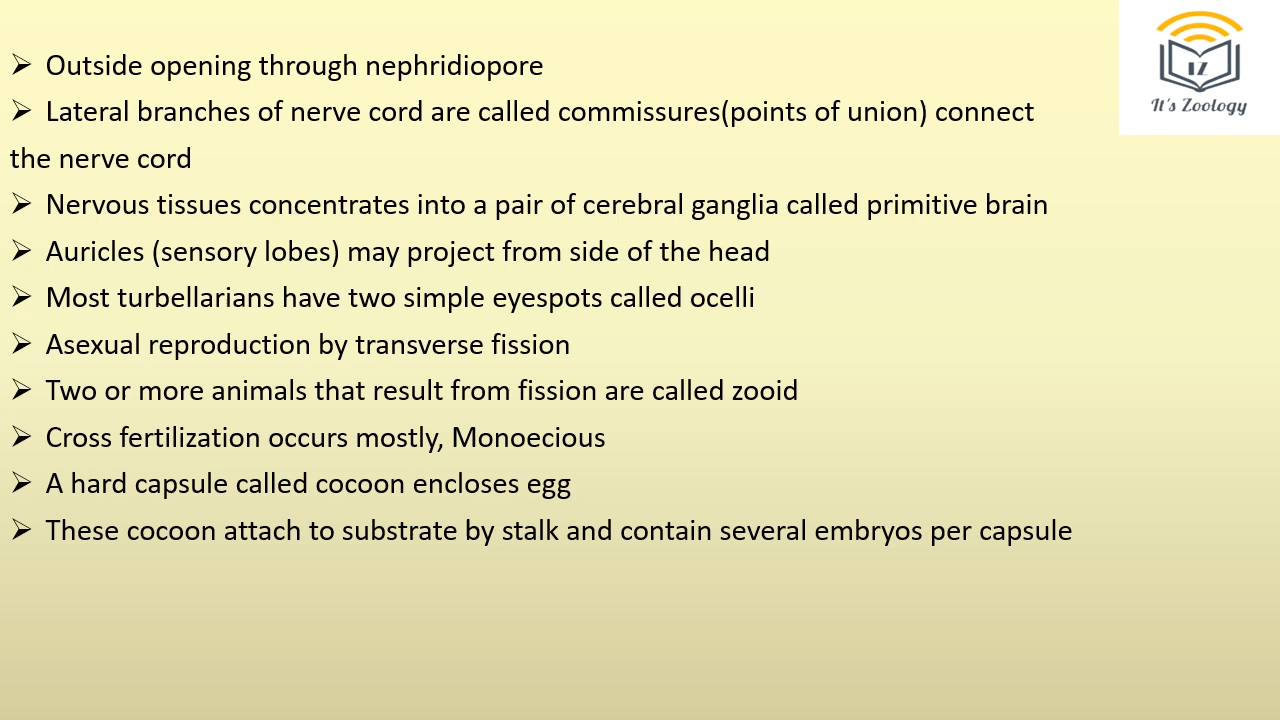 ➢ Outside opening through nephridiopore
➢ Lateral branches of nerve cord are called commissures(points of union) connect
the nerve cord
➢ Nervous tissues concentrates into a pair of cerebral ganglia called primitive brain
➢ Auricles (sensory lobes) may project from side of the head
➢ Most turbellarians have two simple eyespots called ocelli
➢ Asexual reproduction by transverse fission
➢ Two or more animals that result from fission are called zooid
➢ Cross fertilization occurs mostly, Monoecious
➢ A hard capsule called cocoon encloses egg
➢ These cocoon attach to substrate by stalk and contain several embryos per capsule
IZ
It's Zoology